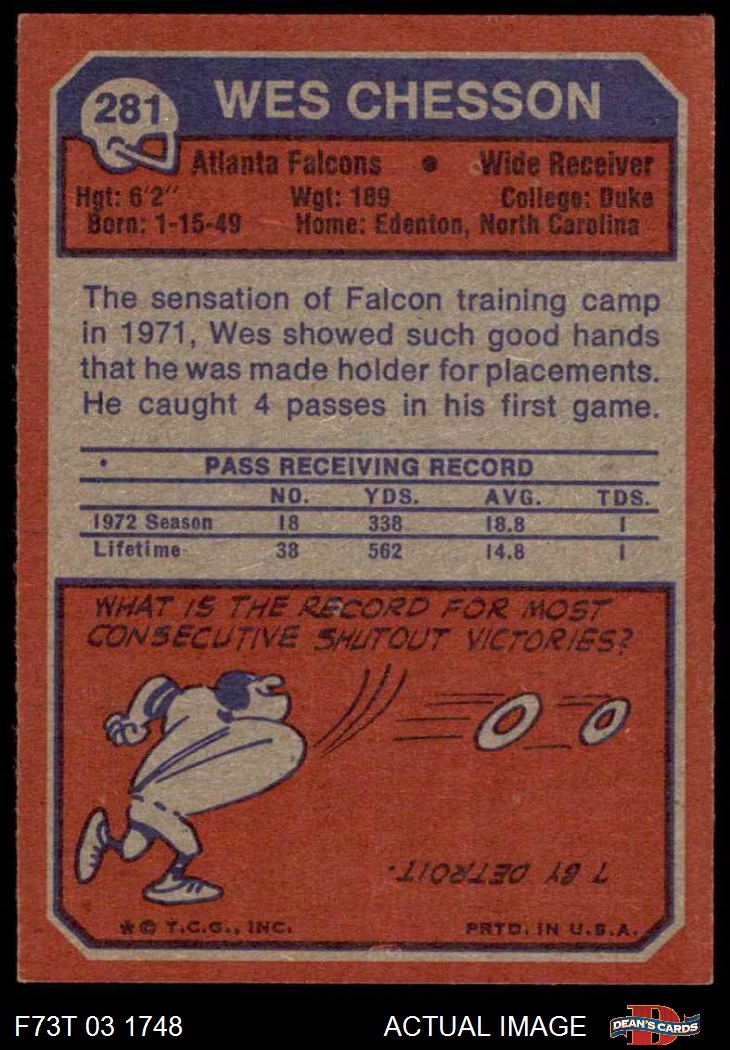 281
WES CHESSON
Atlanta Falcons • Wide Receiver
Hgt: 6'2" Wgt: 189 College: Duke
Born: 1-15-49 Home: Edenton, North Carolina
The sensation of Falcon training camp
in 1971, Wes showed such good hands
that he was made holder for placements.
He caught 4 passes in his first game.
PASS RECEIVING RECORD
NO. YDS. AVG. TDS.
1972 Season 18 338 18.8 1
Lifetime 38 562 14.8 1
WHAT IS THE RECORD FOR MOST
CONSECUTIVE SHUTOUT VICTORIES?
0 0
7 BY DETROIT.
*© T.C.G., INC. PRTD. IN U.S.A.
F73T 03 1748 ACTUAL IMAGE D DEAN'S CARDS